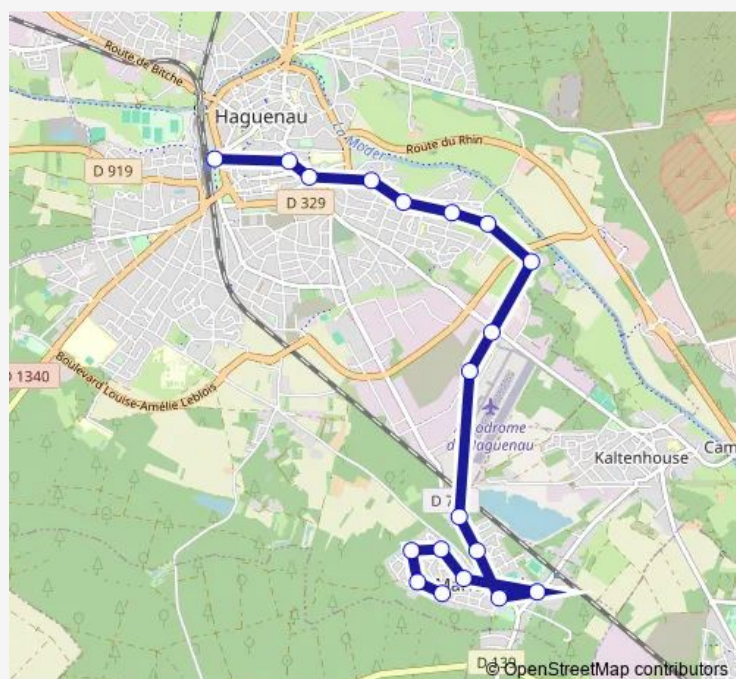 Route de Bitche
Haguenau
La Moder
Route du Rhin
D 919
D 329
Boulevard Louise-Amélie Leblois
1340
Haguenau
Kaltenhouse
Cam
D 139
© OpenStreetMap contributors